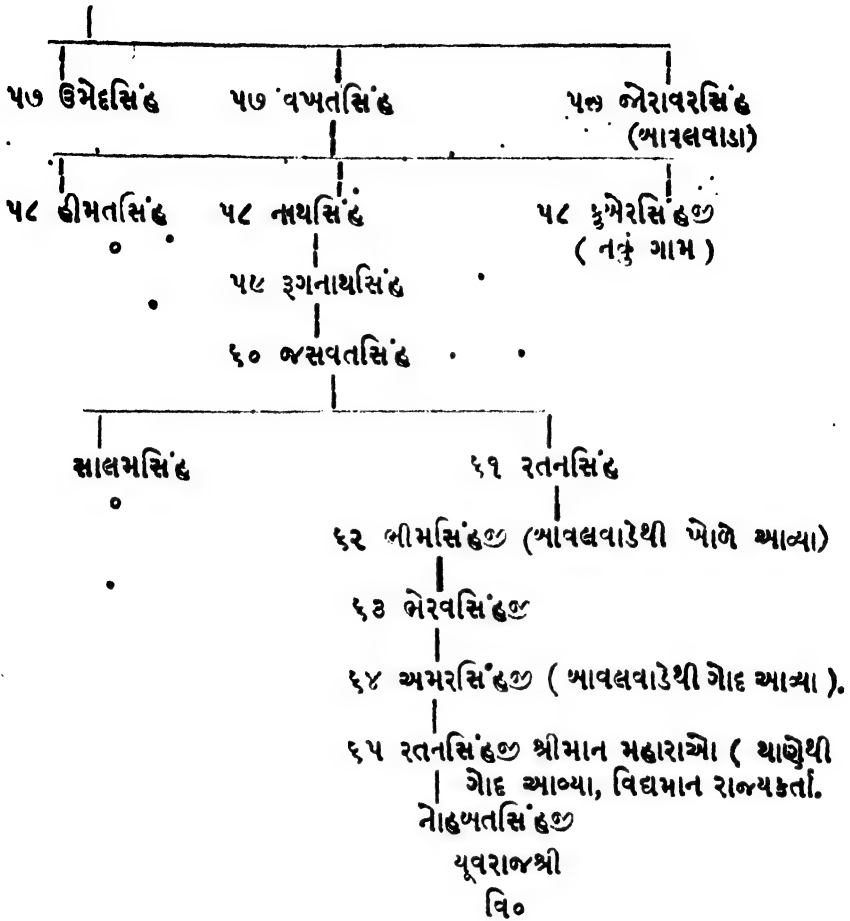 ૫૭ ઉમેદસિંહ ૫૭ વખતસિંહ ૫૭ જોરાવરસિંહ
(બાવલવાડા)
૫૮ હીમતસિંહ ૫૮ નાથસિંહ ૫૮ કુબેરસિંહજી
( નવું ગામ )
૫૯ રૂગનાથસિંહ
૬૦ જસવતસિંહ
સાલમસિંહ ૬૧ રતનસિંહ
૬૨ ભીમસિંહજી (બાવલવાડેથી ખોળે આવ્યા)
૬૩ ભેરવસિંહજી
૬૪ અમરસિંહજી ( બાવલવાડેથી ગોદ આવ્યા ).
૬૫ રતનસિંહજી શ્રીમાન મહારાઓ ( થાણેથી
ગોદ આવ્યા, વિદ્યમાન રાજ્યકર્તા.
મોહબતસિંહજી
યૂવરાજશ્રી
વિ૦